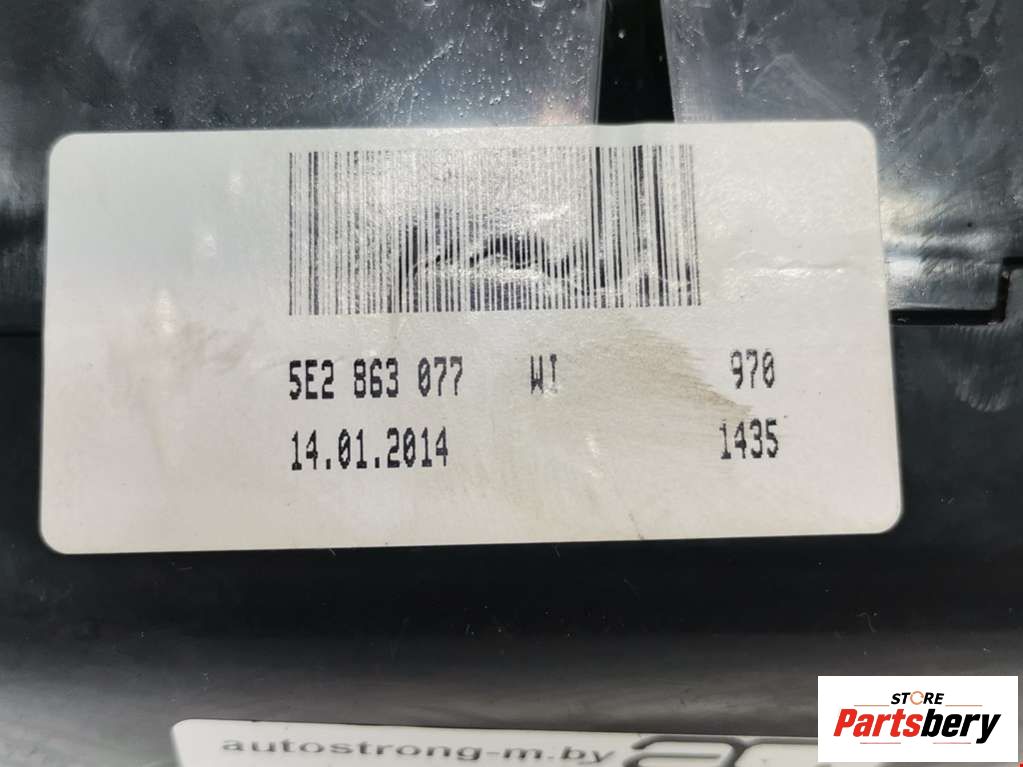 5E2 863 077 WI 970
14.01.2014 1435
STORE
Partsbery
autostrong-m.by